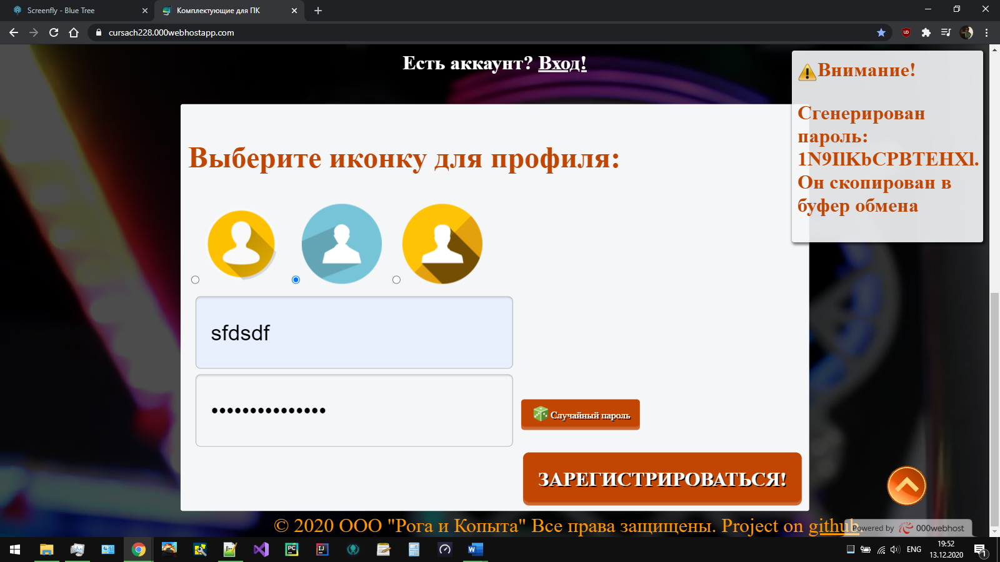 Screenfly - Blue Tree
Комплектующие для ПК
cursach228.000webhostapp.com
Есть аккаунт? Вход!
Внимание!
Сгенерирован
пароль:
1N9IlKbCPBTEHXl.
Он скопирован в
буфер обмена
Выберите иконку для профиля:
sfdsdf
•••••••••••••••
Случайный пароль
ЗАРЕГИСТРИРОВАТЬСЯ!
© 2020 ООО "Рога и Копыта" Все права защищены. Project on github
Powered by 000webhost
ENG
19:52
13.12.2020
1